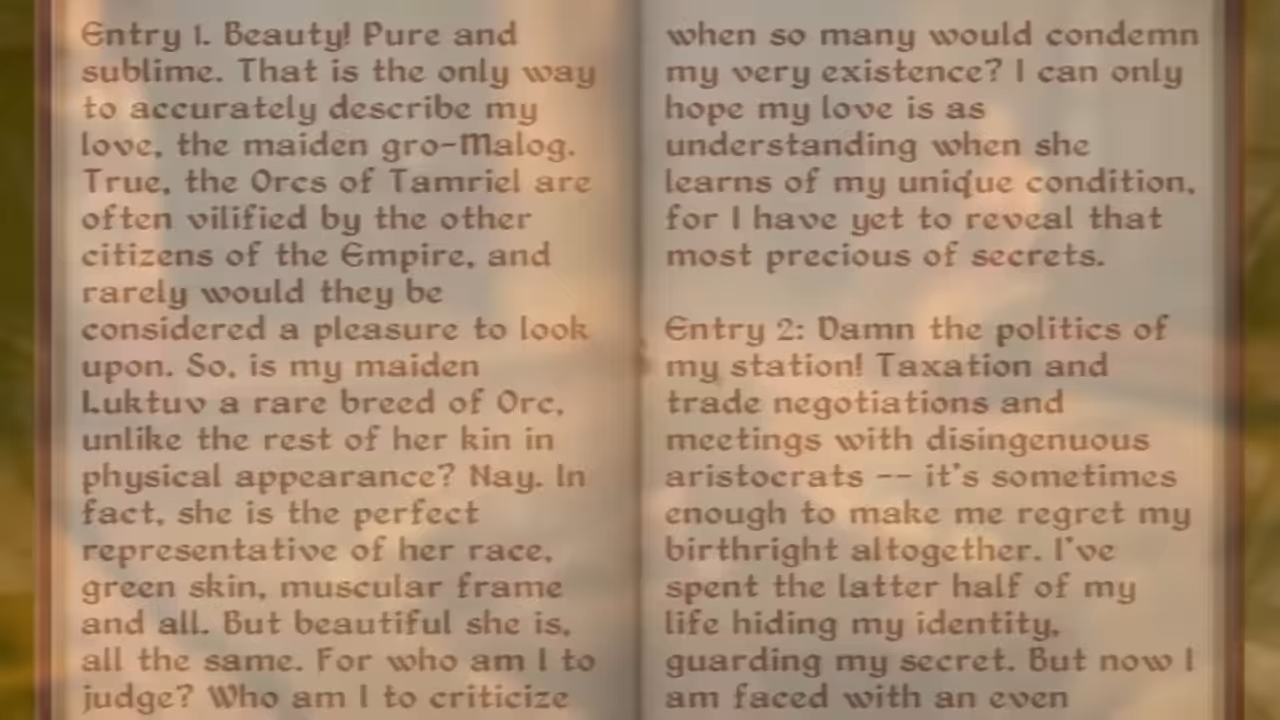 Entry 1. Beauty! Pure and
sublime. That is the only way
to accurately describe my
love, the maiden gro-Malog.
True, the Orcs of Tamriel are
often vilified by the other
citizens of the Empire, and
rarely would they be
considered a pleasure to look
upon. So, is my maiden
Luktuv a rare breed of Orc,
unlike the rest of her kin in
physical appearance? Nay. In
fact, she is the perfect
representative of her race,
green skin, muscular frame
and all. But beautiful she is,
all the same. For who am I to
judge? Who am I to criticize
when so many would condemn
my very existence? I can only
hope my love is as
understanding when she
learns of my unique condition,
for I have yet to reveal that
most precious of secrets.
Entry 2: Damn the politics of
my station! Taxation and
trade negotiations and
meetings with disingenuous
aristocrats -- it's sometimes
enough to make me regret my
birthright altogether. I've
spent the latter half of my
life hiding my identity,
guarding my secret. But now I
am faced with an even